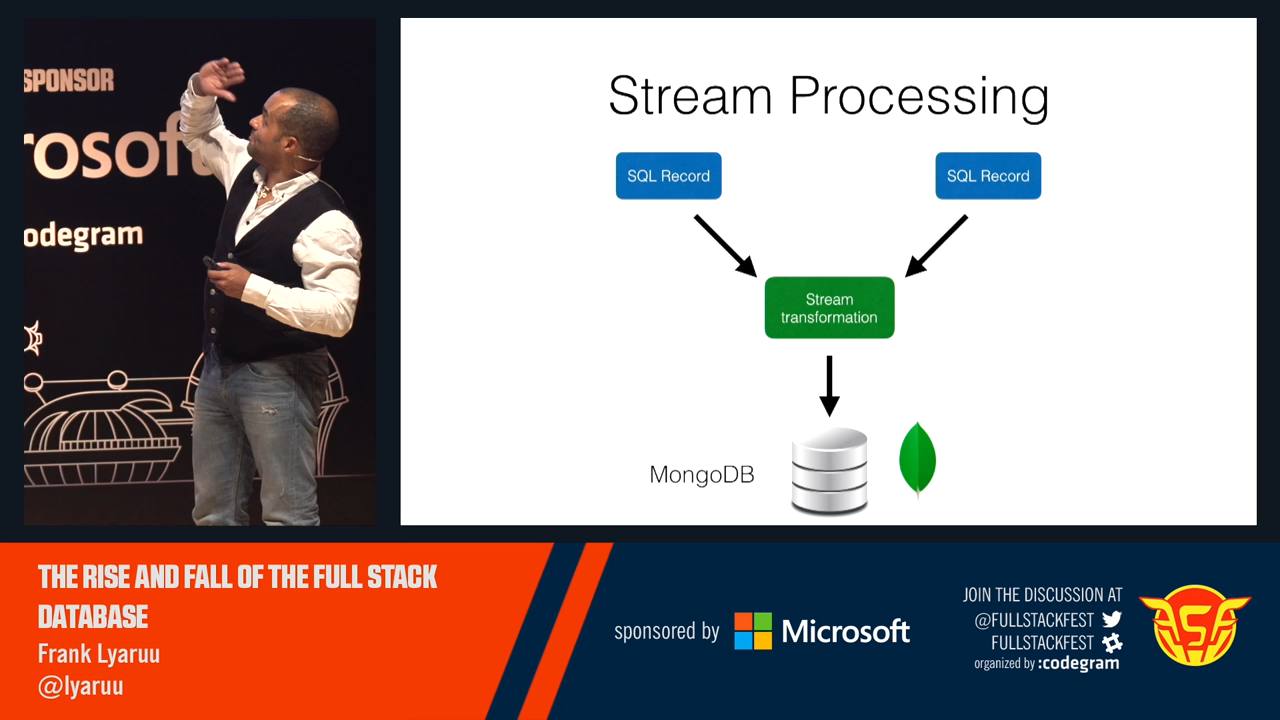 SPONSOR
rosoft
odegram
Stream Processing
SQL Record
SQL Record
Stream
transformation
MongoDB
THE RISE AND FALL OF THE FULL STACK
DATABASE
Frank Lyaruu
@lyaruu
sponsored by Microsoft
JOIN THE DISCUSSION AT
@FULLSTACKFEST
FULLSTACKFEST
organized by :codegram
FSF